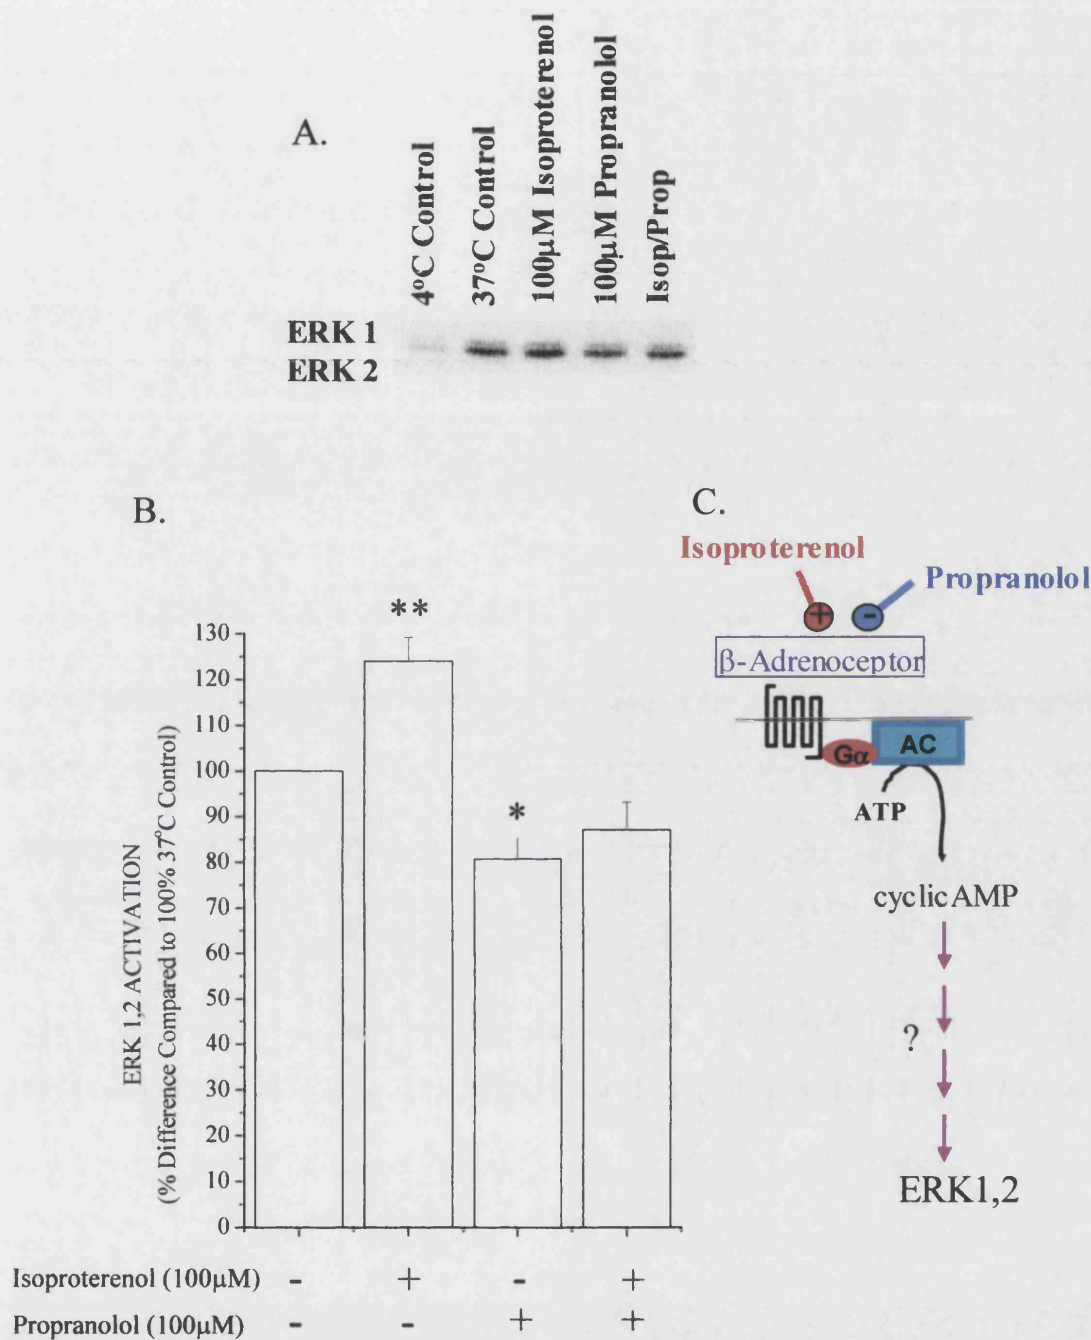 A.
4°C Control
37°C Control
100μM Isoproterenol
100μM Propranolol
Isop/Prop
ERK 1
ERK 2
B.
ERK 1,2 ACTIVATION
(% Difference Compared to 100% 37°C Control)
130
120
110
100
90
80
70
60
50
40
30
20
10
0
**
*
Isoproterenol (100μM) - + - +
Propranolol (100μM) - - + +
C.
Isoproterenol
Propranolol
+ -
β-Adrenoceptor
Gα AC
ATP
cyclic AMP
?
ERK1,2